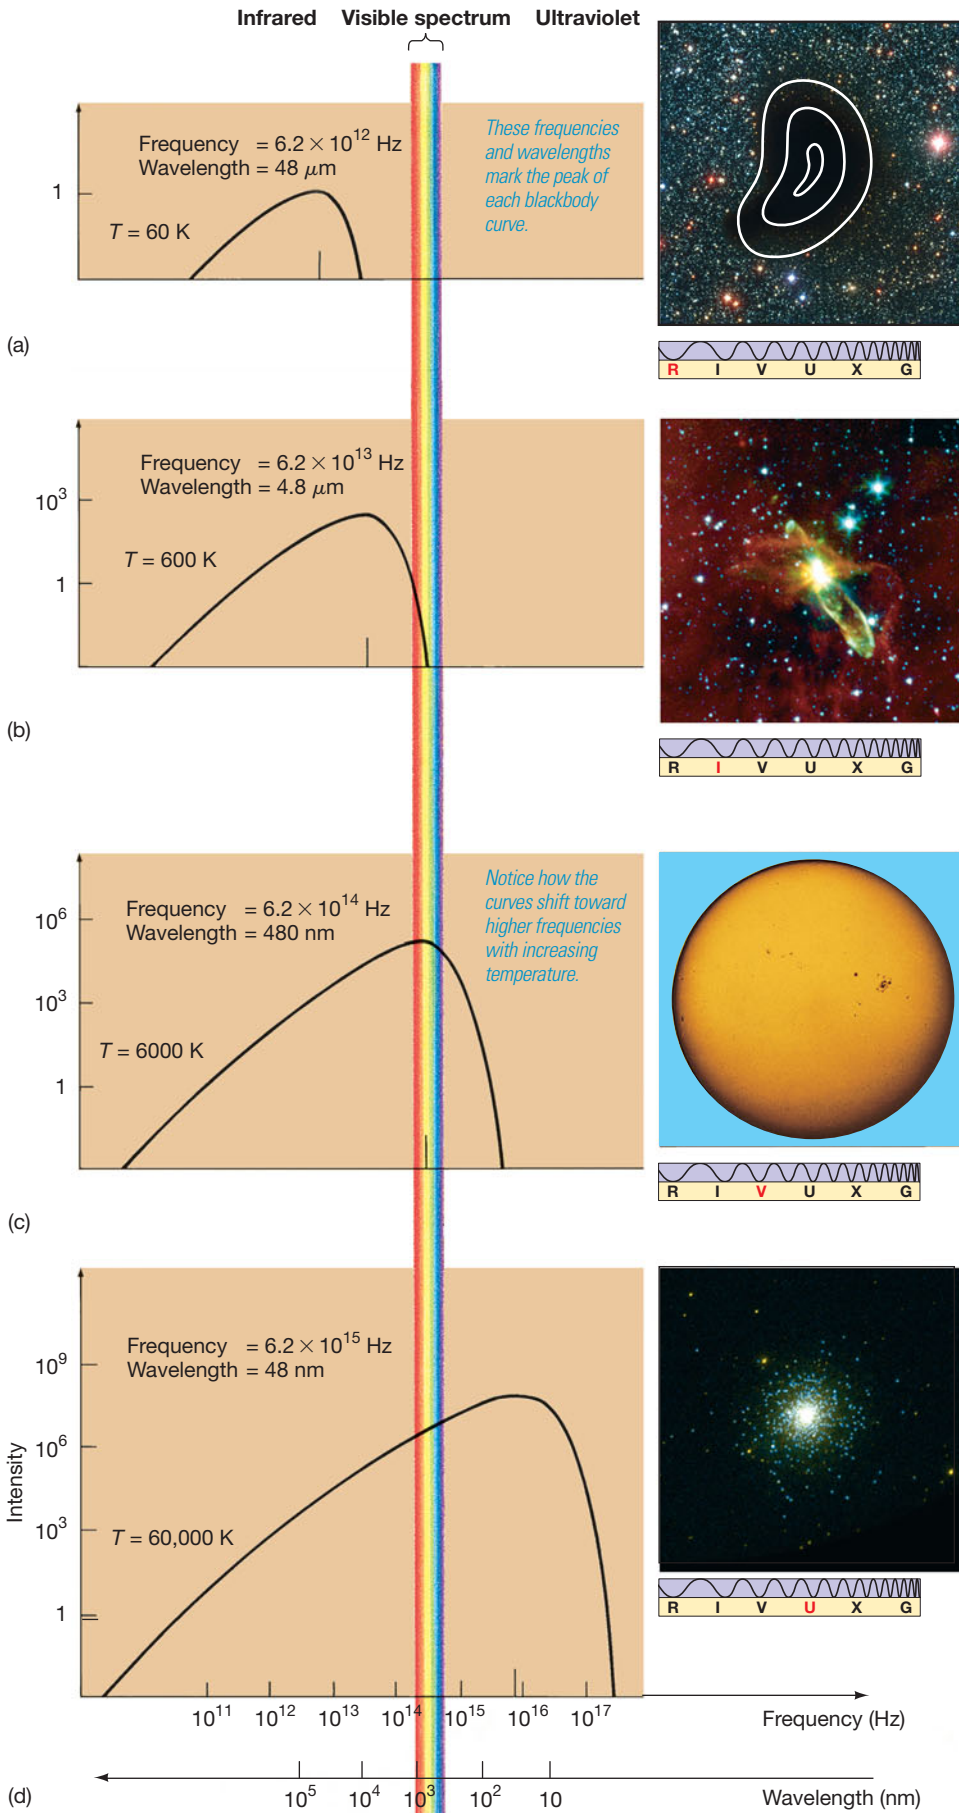 Infrared Visible spectrum Ultraviolet
Frequency = 6.2 × 10¹² Hz
Wavelength = 48 μm
These frequencies
and wavelengths
mark the peak of
each blackbody
curve.
1
T = 60 K
(a)
R I V U X G
Frequency = 6.2 × 10¹³ Hz
Wavelength = 4.8 μm
10³
T = 600 K
1
(b)
R I V U X G
Notice how the
curves shift toward
higher frequencies
with increasing
temperature.
Frequency = 6.2 × 10¹⁴ Hz
Wavelength = 480 nm
10⁶
10³
T = 6000 K
1
R I V U X G
(c)
Frequency = 6.2 × 10¹⁵ Hz
Wavelength = 48 nm
10⁹
10⁶
Intensity
10³
T = 60,000 K
1
R I V U X G
10¹¹ 10¹² 10¹³ 10¹⁴ 10¹⁵ 10¹⁶ 10¹⁷
Frequency (Hz)
(d)
10⁵ 10⁴ 10³ 10² 10
Wavelength (nm)